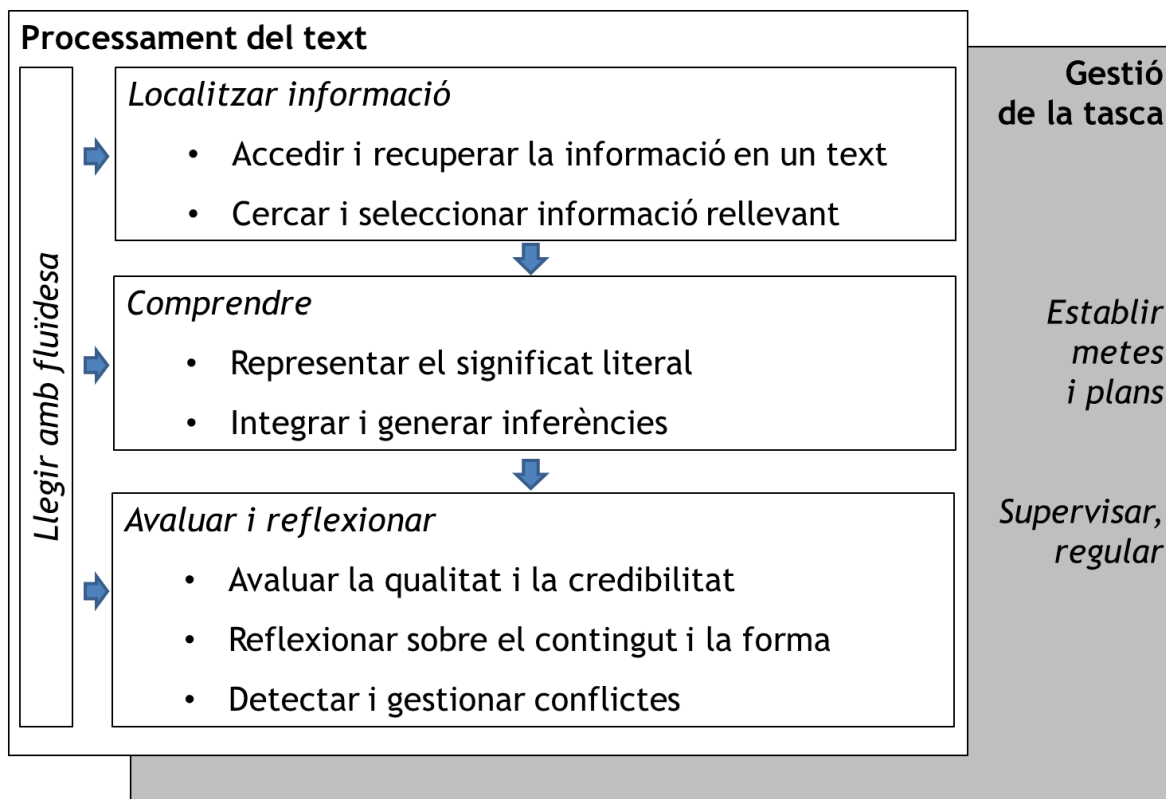 Processament del text
Llegir amb fluïdesa
Localitzar informació
• Accedir i recuperar la informació en un text
• Cercar i seleccionar informació rellevant
Comprendre
• Representar el significat literal
• Integrar i generar inferències
Avaluar i reflexionar
• Avaluar la qualitat i la credibilitat
• Reflexionar sobre el contingut i la forma
• Detectar i gestionar conflictes
Gestió
de la tasca
Establir
metes
i plans
Supervisar,
regular